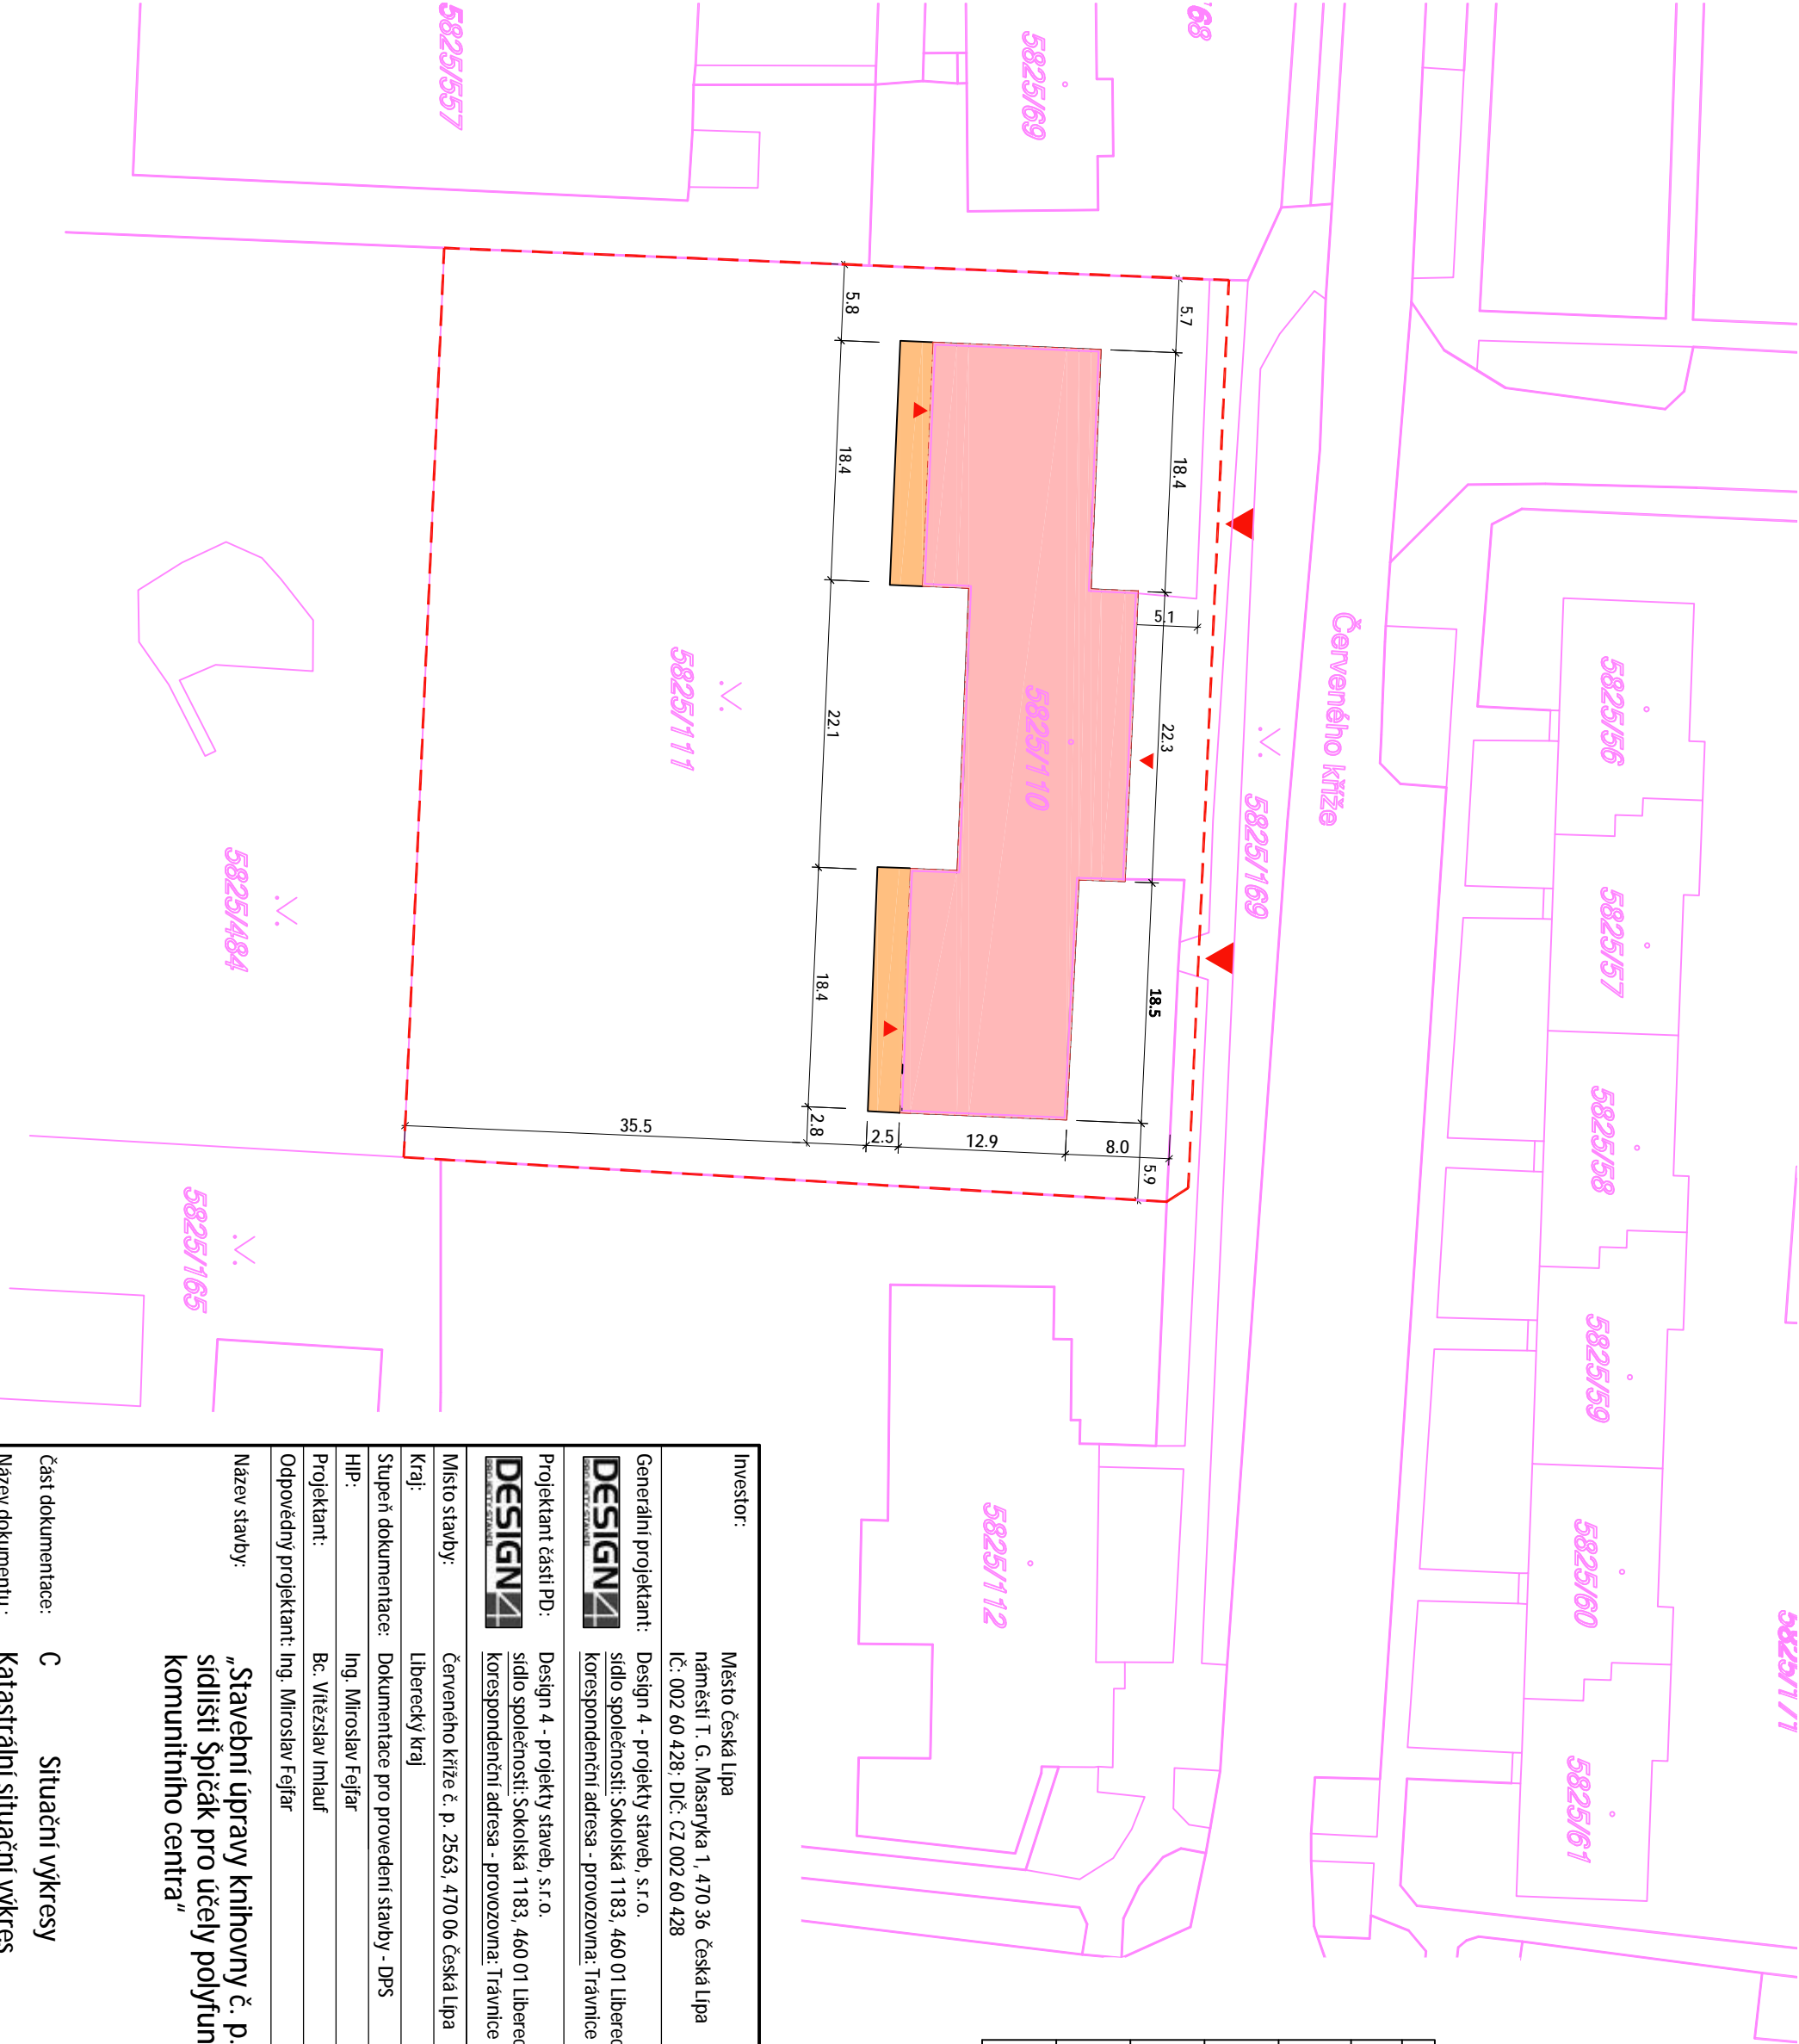 5825/557
5825/69
'68
5.8
5.7
18.4
18.4
5.1
22.3
22.1
18.5
18.4
2.8
35.5
2.5
12.9
8.0
5.9
5825/111
5825/110
5825/169
Červeného kříže
5825/484
5825/165
5825/56
5825/57
5825/58
5825/59
5825/60
5825/61
5825/112
Investor:
Město Česká Lípa
náměstí T. G. Masaryka 1, 470 36 Česká Lípa
IČ: 002 60 428; DIČ: CZ 002 60 428
Generální projektant: Design 4 - projekty staveb, s.r.o.
DESIGN 4
sídlo společnosti: Sokolská 1183, 460 01 Liberec
korespondenční adresa - provozovna: Trávnice
Projektant části PD: Design 4 - projekty staveb, s.r.o.
DESIGN 4
sídlo společnosti: Sokolská 1183, 460 01 Liberec
korespondenční adresa - provozovna: Trávnice
Místo stavby: Červeného kříže č. p. 2563, 470 06 Česká Lípa
Kraj: Liberecký kraj
Stupeň dokumentace: Dokumentace pro provedení stavby - DPS
HIP: Ing. Miroslav Fejfar
Projektant: Bc. Vítězslav Imlauf
Odpovědný projektant: Ing. Miroslav Fejfar
Název stavby: „Stavební úpravy knihovny č. p.
sídlišti Špičák pro účely polyfun
komunitního centra“
Část dokumentace: C Situační výkresy
Název dokumentu: Katastrální situační výkres